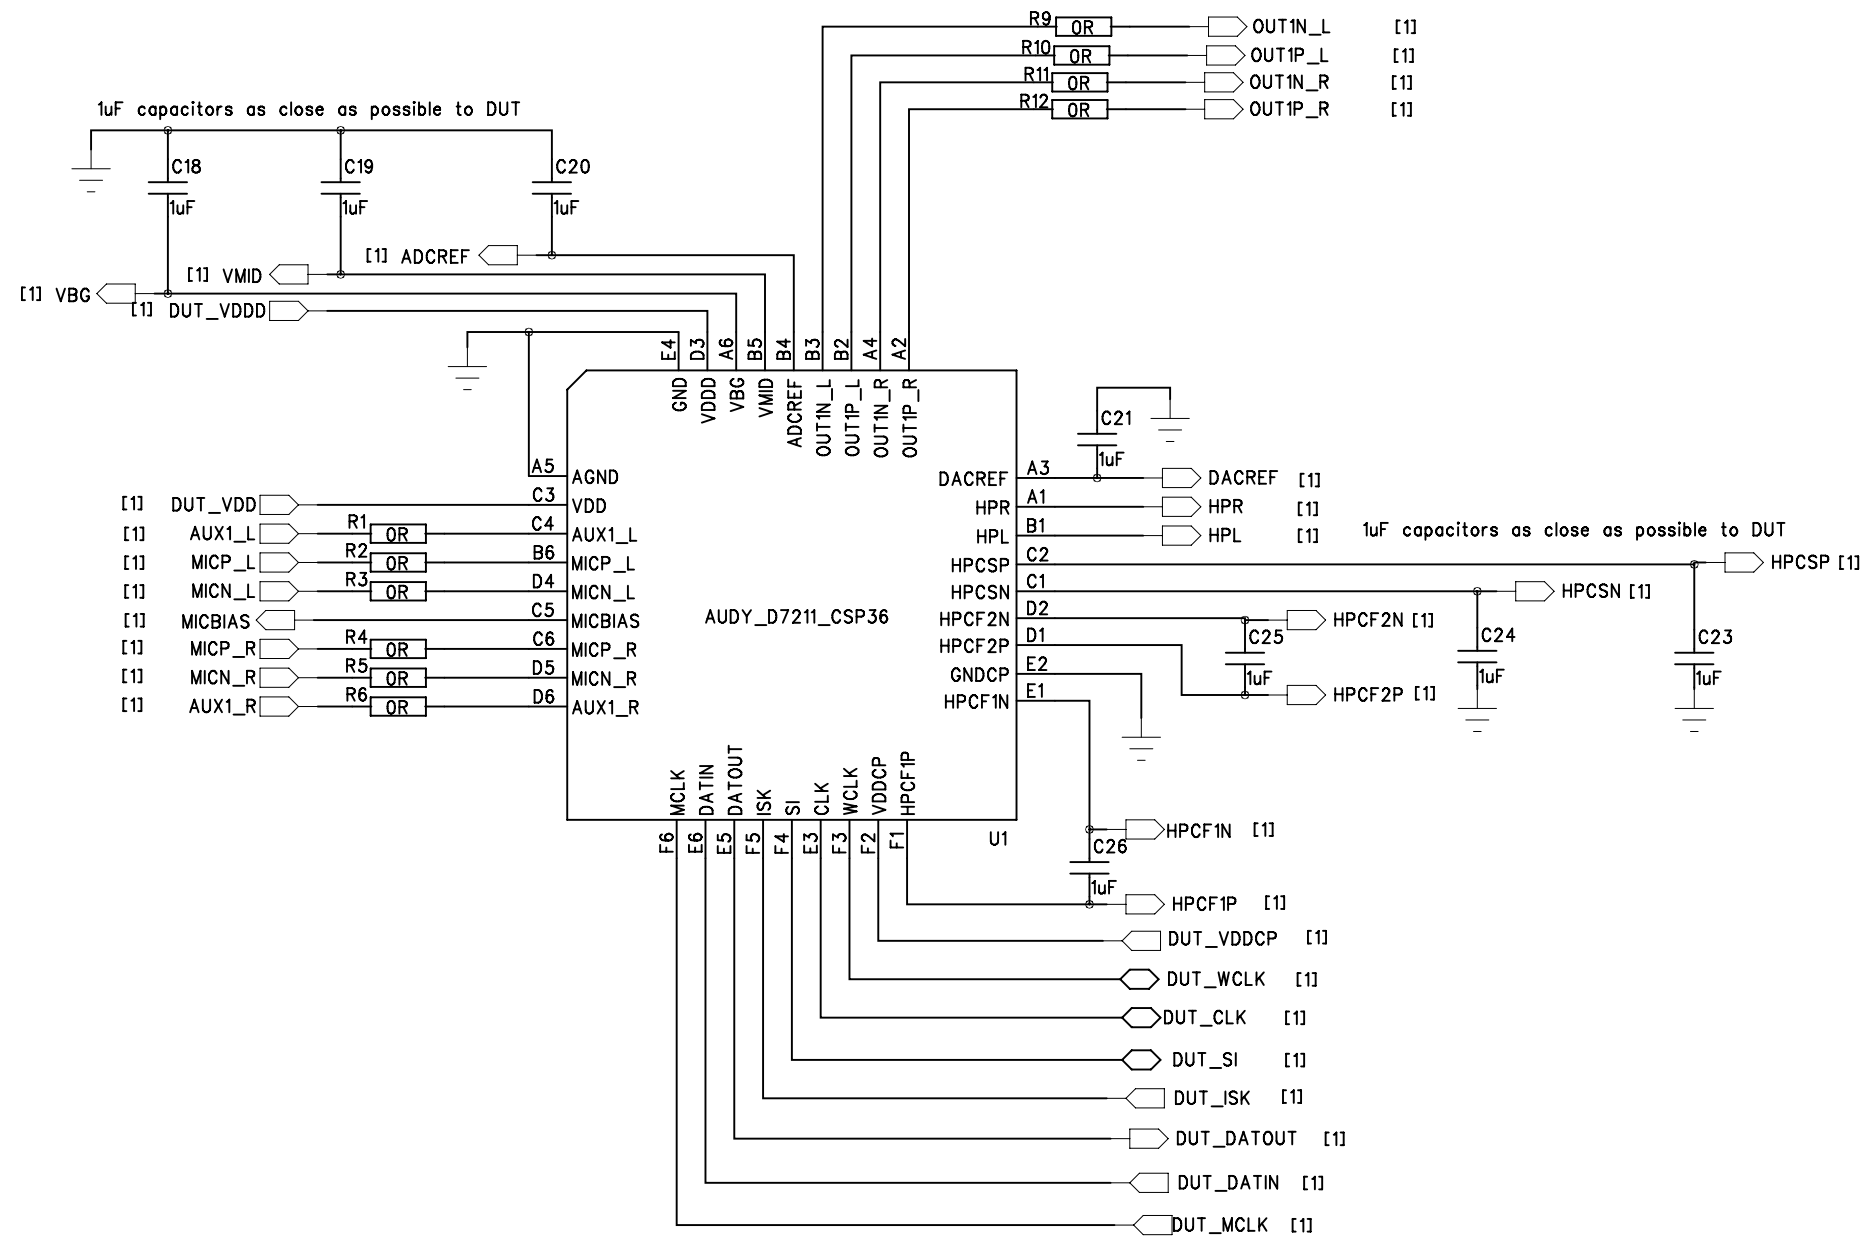 R9 0R OUT1N_L [1]
R10 0R OUT1P_L [1]
R11 0R OUT1N_R [1]
R12 0R OUT1P_R [1]
1uF capacitors as close as possible to DUT
C18 C19 C20
1uF 1uF 1uF
[1] ADCREF
[1] VMID
[1] VBG
[1] DUT_VDDD
E4 D3 A6 B5 B4 B3 B2 A4 A2
GND VDDD VBG VMID ADCREF OUT1N_L OUT1P_L OUT1N_R OUT1P_R
C21
1uF
A5 AGND
DACREF A3 DACREF [1]
[1] DUT_VDD C3 VDD
HPR A1 HPR [1]
[1] AUX1_L R1 0R C4 AUX1_L
HPL B1 HPL [1]
1uF capacitors as close as possible to DUT
[1] MICP_L R2 0R B6 MICP_L
HPCSP C2 HPCSP [1]
[1] MICN_L R3 0R D4 MICN_L
HPCSN C1 HPCSN [1]
[1] MICBIAS C5 MICBIAS
AUDY_D7211_CSP36
HPCF2N D2 HPCF2N [1]
C25 C24 C23
1uF 1uF 1uF
[1] MICP_R R4 0R C6 MICP_R
HPCF2P D1 HPCF2P [1]
[1] MICN_R R5 0R D5 MICN_R
GNDCP E2
[1] AUX1_R R6 0R D6 AUX1_R
HPCF1N E1
MCLK DATIN DATOUT ISK SI CLK WCLK VDDCP HPCF1P
F6 E6 E5 F5 F4 E3 F3 F2 F1
U1
HPCF1N [1]
C26
1uF
HPCF1P [1]
DUT_VDDCP [1]
DUT_WCLK [1]
DUT_CLK [1]
DUT_SI [1]
DUT_ISK [1]
DUT_DATOUT [1]
DUT_DATIN [1]
DUT_MCLK [1]